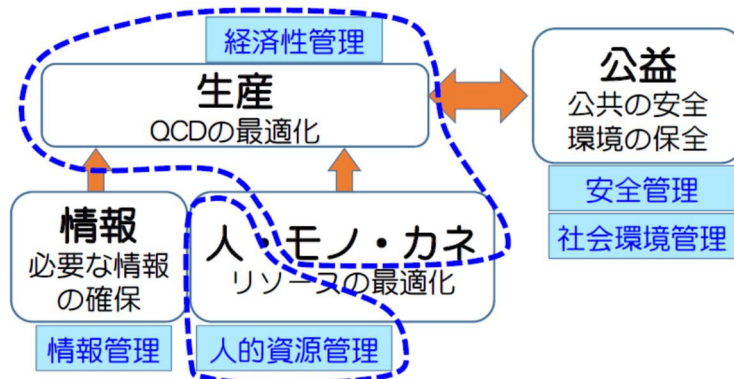 経済性管理
生産
QCDの最適化
公益
公共の安全
環境の保全
安全管理
社会環境管理
情報
必要な情報
の確保
情報管理
人・モノ・カネ
リソースの最適化
人的資源管理